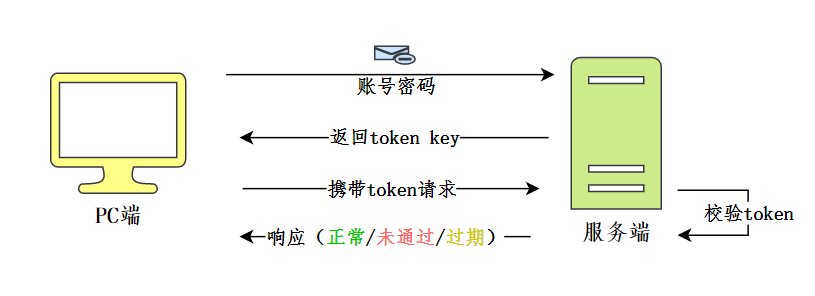 账号密码
返回token key
携带token请求
响应（正常/未通过/过期）
PC端
服务端
校验token